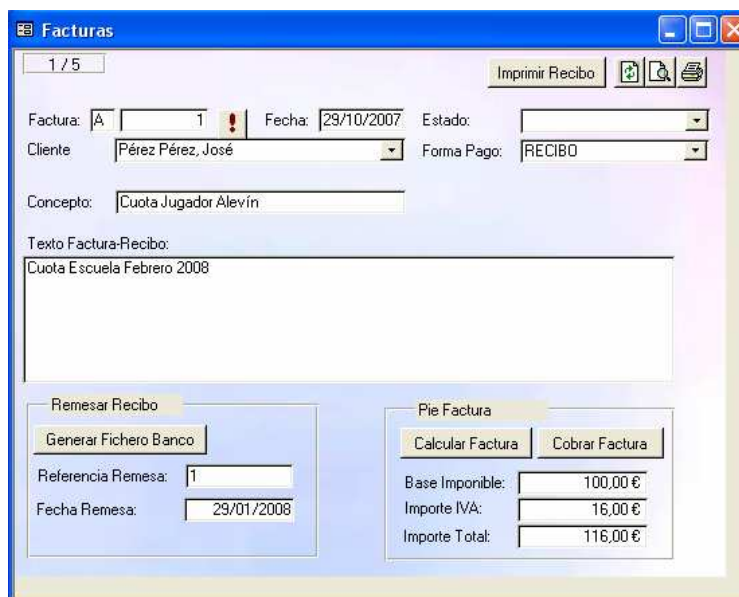 Facturas
1 / 5
Imprimir Recibo
Factura: A 1 ! Fecha: 29/10/2007 Estado:
Cliente Pérez Pérez, José Forma Pago: RECIBO
Concepto: Cuota Jugador Alevín
Texto Factura-Recibo:
Cuota Escuela Febrero 2008
Remesar Recibo
Generar Fichero Banco
Referencia Remesa: 1
Fecha Remesa: 29/01/2008
Pie Factura
Calcular Factura Cobrar Factura
Base Imponible: 100,00 €
Importe IVA: 16,00 €
Importe Total: 116,00 €